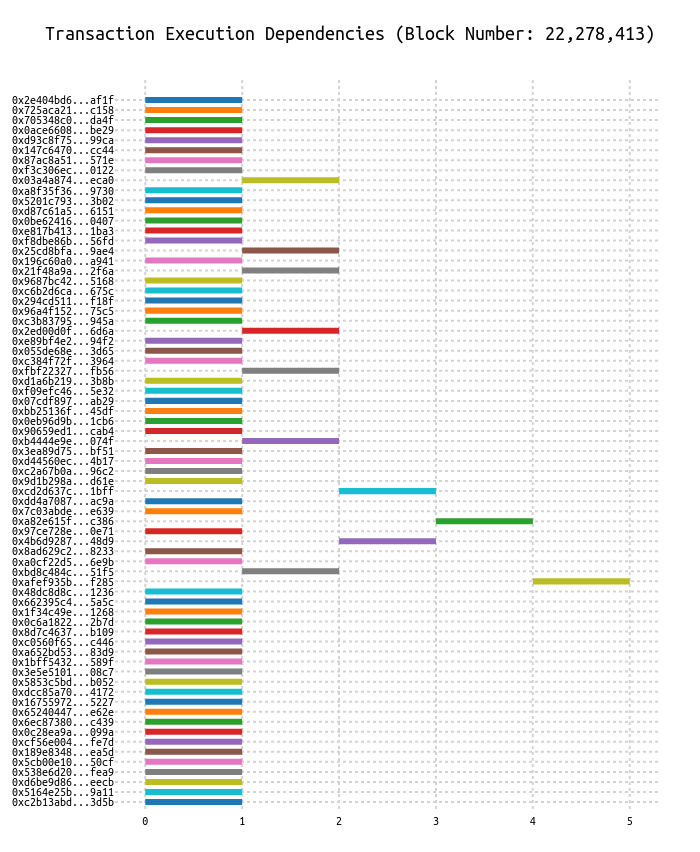 Transaction Execution Dependencies (Block Number: 22,278,413)
0x2e404bd6...af1f
0x725aca21...c158
0x705348c0...da4f
0x0ace6608...be29
0xd93c8f75...99ca
0x147c6470...cc44
0x87ac8a51...571e
0xf3c306ec...0122
0x03a4a874...eca0
0xa8f35f36...9730
0x5201c793...3b02
0xd87c61a5...6151
0x0be62416...0407
0xe817b413...1ba3
0xf8dbe86b...56fd
0x25cd8bfa...9ae4
0x196c60a0...a941
0x21f48a9a...2f6a
0x9687bc42...5168
0xc6b2d6ca...675c
0x294cd511...f18f
0x96a4f152...75c5
0xc3b83795...945a
0x2ed00d0f...6d6a
0xe89bf4e2...94f2
0x055de68e...3d65
0xc384f72f...3964
0xfbf22327...fb56
0xd1a6b219...3b8b
0xf09efc46...5e32
0x07cdf897...ab29
0xbb25136f...45df
0x0eb96d9b...1cb6
0x90659ed1...cab4
0xb4444e9e...074f
0x3ea89d75...bf51
0xd44560ec...4b17
0xc2a67b0a...96c2
0x9d1b298a...d61e
0xcd2d637c...1bff
0xdd4a7087...ac9a
0x7c03abde...e639
0xa82e615f...c386
0x97ce728e...0e71
0x4b6d9287...48d9
0x8ad629c2...8233
0xa0cf22d5...6e9b
0xbd8c484c...51f5
0xafef935b...f285
0x48dc8d8c...1236
0x662395c4...5a5c
0x1f34c49e...1268
0x0c6a1822...2b7d
0x8d7c4637...b109
0xc0560f65...c446
0xa652bd53...83d9
0x1bff5432...589f
0x3e5e5101...08c7
0x5853c5bd...b052
0xdcc85a70...4172
0x16755972...5227
0x65240447...e62e
0x6ec87380...c439
0x0c28ea9a...099a
0xcf56e004...fe7d
0x189e8348...ea5d
0x5cb00e10...50cf
0x538e6d20...fea9
0xd6be9d86...eecb
0x5164e25b...9a11
0xc2b13abd...3d5b
0 1 2 3 4 5